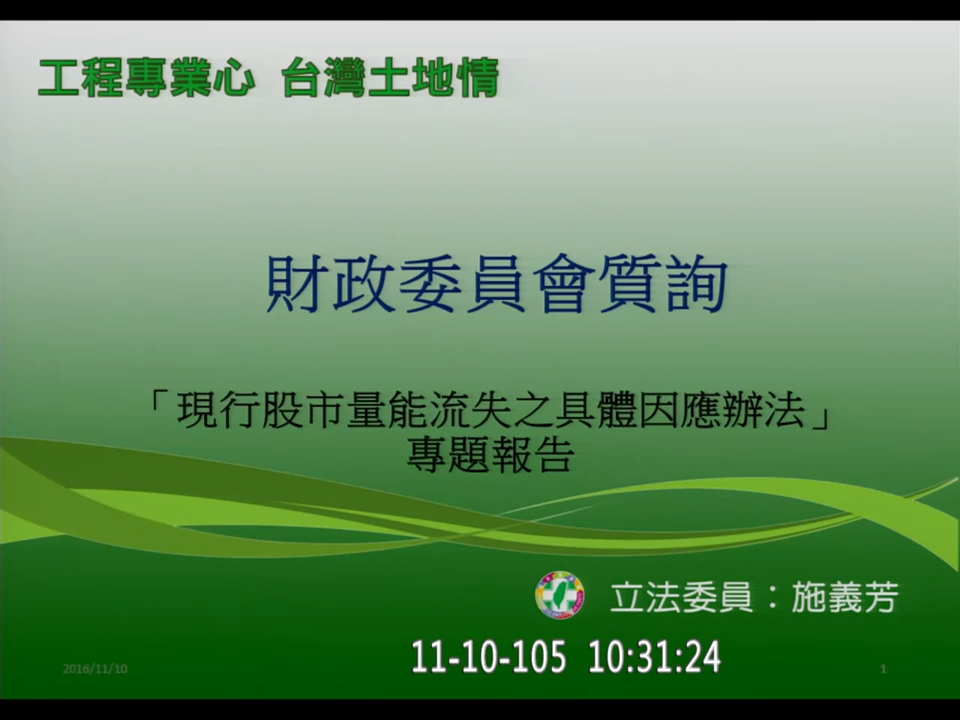 工程專業心 台灣土地情
財政委員會質詢
「現行股市量能流失之具體因應辦法」
專題報告
立法委員：施義芳
11-10-105 10:31:24
2016/11/10
1